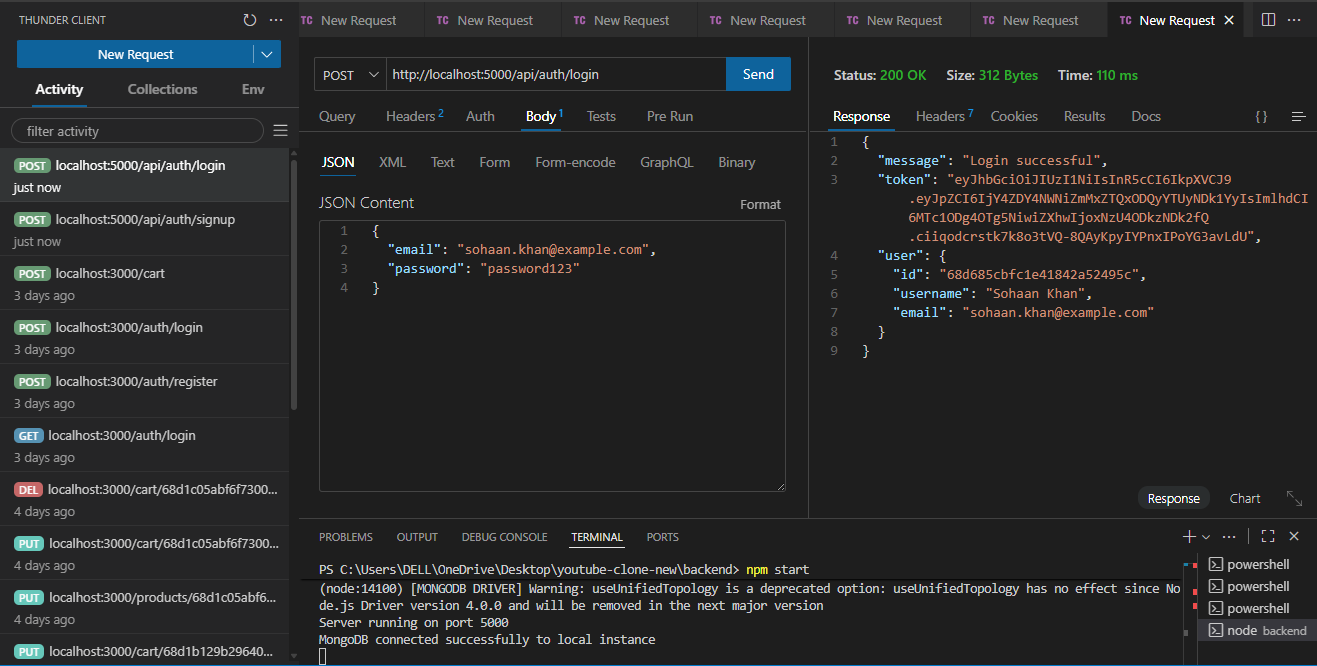 THUNDER CLIENT
New Request
Activity
Collections
Env
filter activity
POST localhost:5000/api/auth/login
just now
POST localhost:5000/api/auth/signup
just now
POST localhost:3000/cart
3 days ago
POST localhost:3000/auth/login
3 days ago
POST localhost:3000/auth/register
3 days ago
GET localhost:3000/auth/login
3 days ago
DEL localhost:3000/cart/68d1c05abf6f7300...
4 days ago
PUT localhost:3000/cart/68d1c05abf6f7300...
4 days ago
PUT localhost:3000/products/68d1c05abf6...
4 days ago
PUT localhost:3000/cart/68d1b129b29640...
TC New Request
TC New Request
TC New Request
TC New Request
TC New Request
TC New Request
TC New Request
POST http://localhost:5000/api/auth/login Send
Query Headers 2 Auth Body 1 Tests Pre Run
JSON XML Text Form Form-encode GraphQL Binary
JSON Content Format
1 {
2 "email": "sohaan.khan@example.com",
3 "password": "password123"
4 }
Status: 200 OK Size: 312 Bytes Time: 110 ms
Response Headers 7 Cookies Results Docs {}
1 {
2 "message": "Login successful",
3 "token": "eyJhbGciOiJIUzI1NiIsInR5cCI6IkpXVCJ9
.eyJpZCI6IjY4ZDY4NWNiZmMxZTQxODQyYTUyNDk1YyIsImlhdCI
6MTc1ODg4OTg5NiwiZXhwIjoxNzU4ODkzNDk2fQ
.ciiqodcrstk7k8o3tVQ-8QAyKpyIYPnxIPoYG3avLdU",
4 "user": {
5 "id": "68d685cbfc1e41842a52495c",
6 "username": "Sohaan Khan",
7 "email": "sohaan.khan@example.com"
8 }
9 }
Response Chart
PROBLEMS OUTPUT DEBUG CONSOLE TERMINAL PORTS
PS C:\Users\DELL\OneDrive\Desktop\youtube-clone-new\backend> npm start
(node:14100) [MONGODB DRIVER] Warning: useUnifiedTopology is a deprecated option: useUnifiedTopology has no effect since No
de.js Driver version 4.0.0 and will be removed in the next major version
Server running on port 5000
MongoDB connected successfully to local instance
powershell
powershell
powershell
node backend